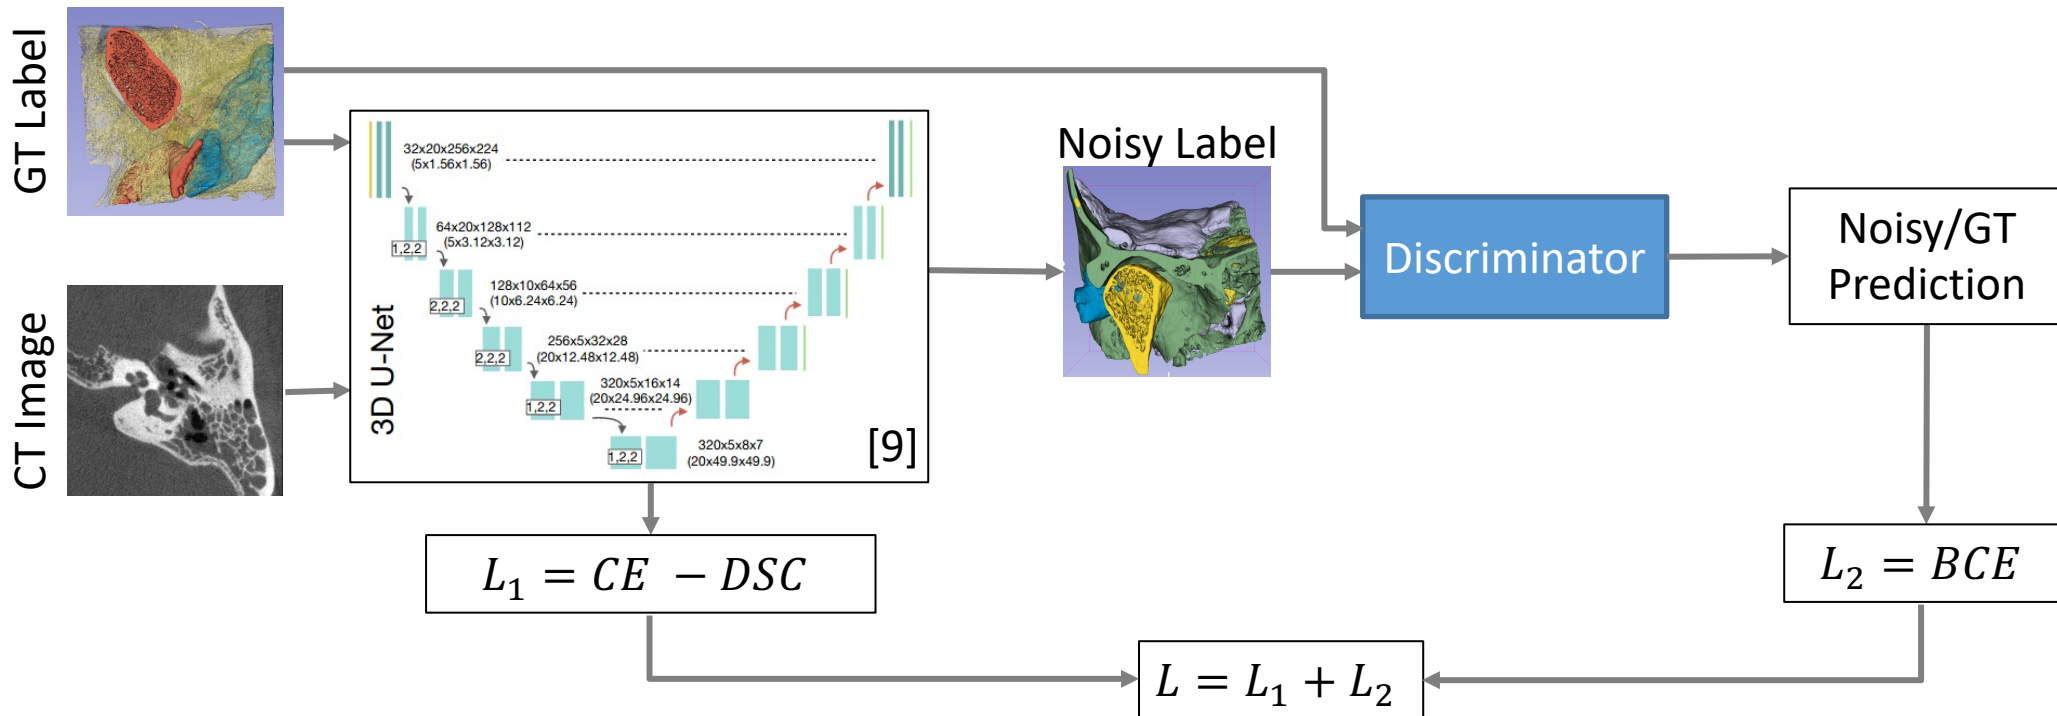 GT Label
CT Image
3D U-Net
32x20x256x224
(5x1.56x1.56)
1,2,2
64x20x128x112
(5x3.12x3.12)
2,2,2
128x10x64x56
(10x6.24x6.24)
2,2,2
256x5x32x28
(20x12.48x12.48)
1,2,2
320x5x16x14
(20x24.96x24.96)
1,2,2
320x5x8x7
(20x49.9x49.9)
[9]
Noisy Label
Discriminator
Noisy/GT
Prediction
L₁ = CE − DSC
L₂ = BCE
L = L₁ + L₂